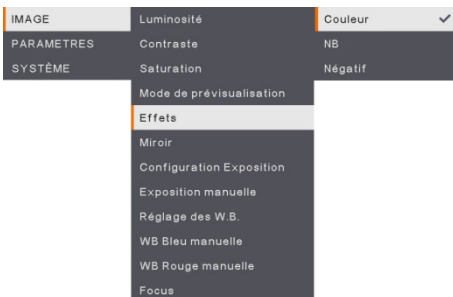 IMAGE
PARAMETRES
SYSTÈME
Luminosité
Contraste
Saturation
Mode de prévisualisation
Effets
Miroir
Configuration Exposition
Exposition manuelle
Réglage des W.B.
WB Bleu manuelle
WB Rouge manuelle
Focus
Couleur
NB
Négatif